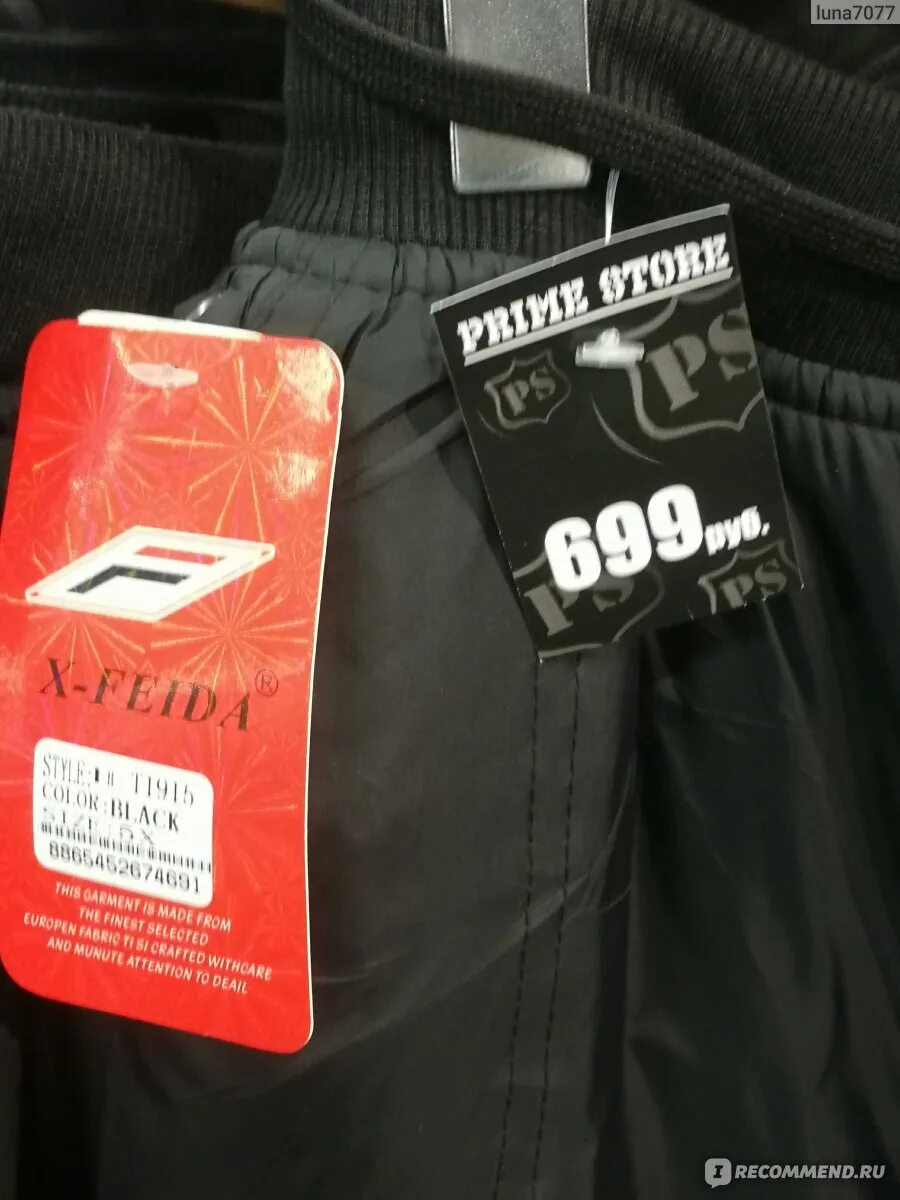 luna7077
PRIME STORE
PS
PS
699 руб.
PS
PS
F
X-FEIDA®
STYLE: # T1915
COLOR:BLACK
SIZE:5X
8865452674691
THIS GARMENT IS MADE FROM
THE FINEST SELECTED
EUROPEN FABRIC TI SI CRAFTED WITHOARE
AND MUNUTE ATTENTION TO DEAIL
I RECOMMEND.RU